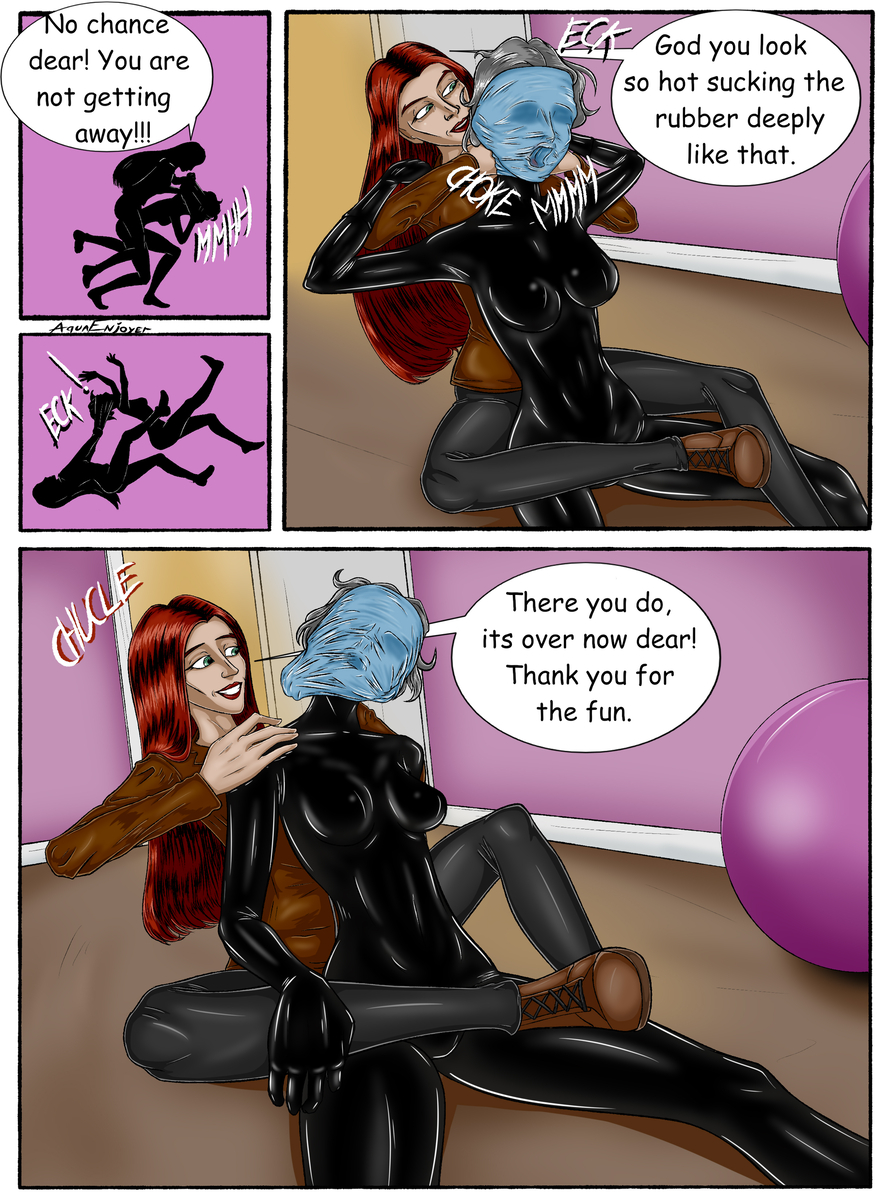 No chance
dear! You are
not getting
away!!!
MMHH
AquaEnjoyer
ECK!
ECK
God you look
so hot sucking the
rubber deeply
like that.
CHOKE
MMMM
CHUCLE
There you do,
its over now dear!
Thank you for
the fun.